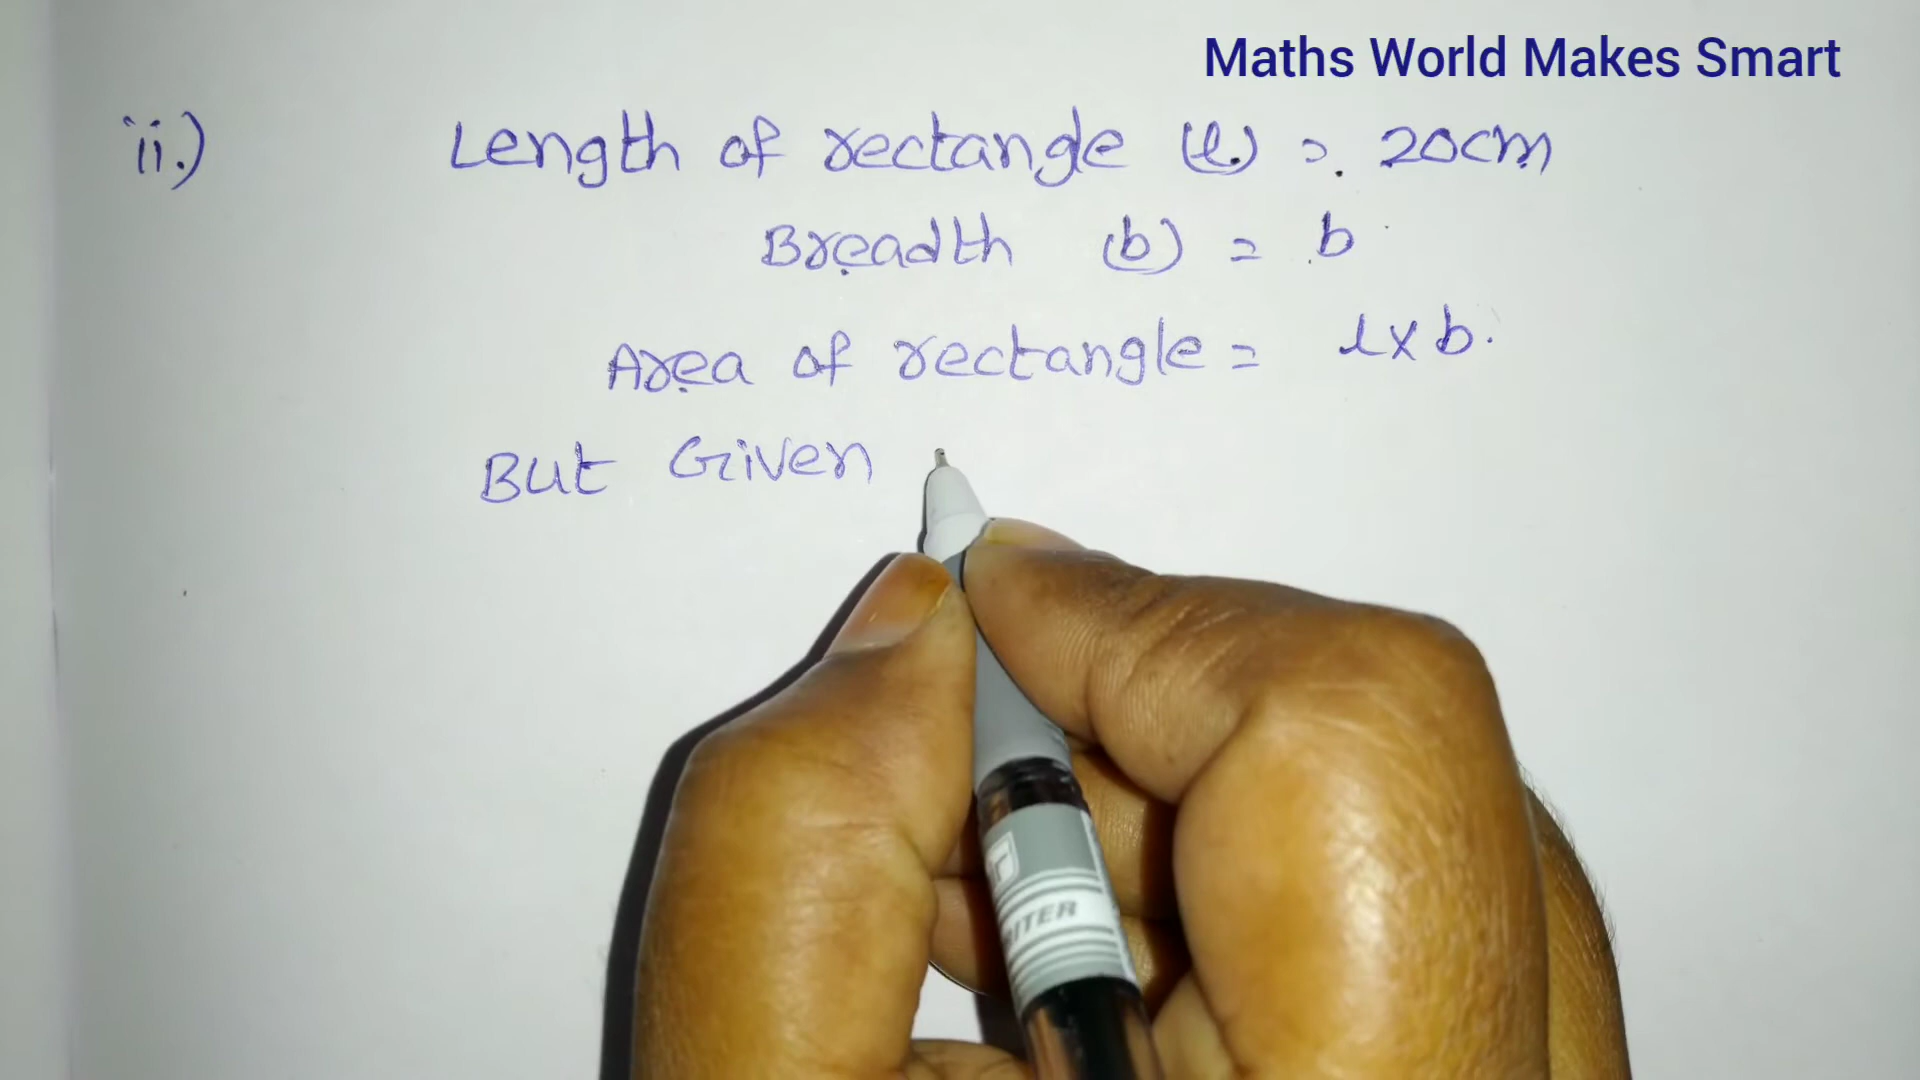 Maths World Makes Smart
ii.) Length of rectangle (l) = 20cm
Breadth (b) = b
Area of rectangle = l x b.
But Given